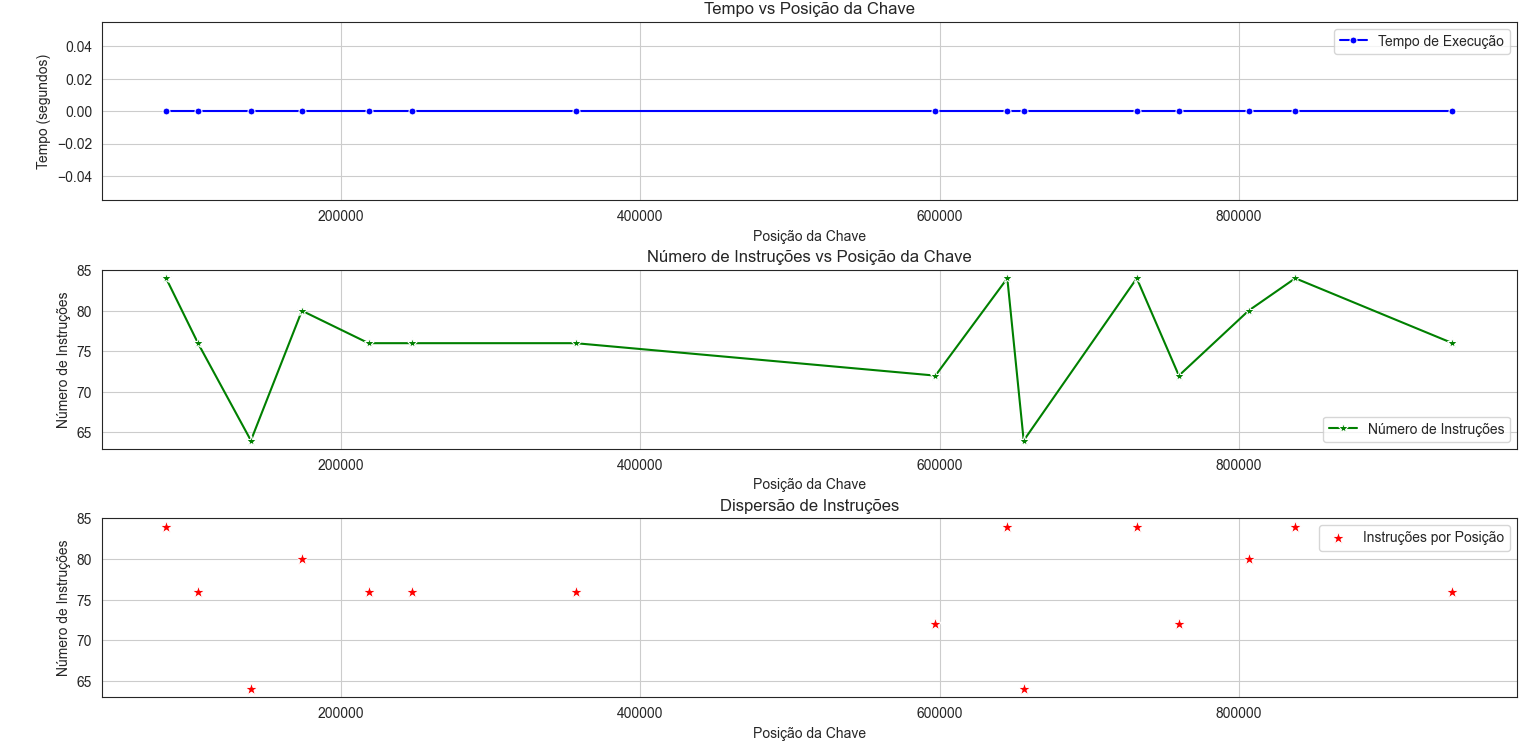 Tempo vs Posição da Chave
Tempo (segundos)
0.04
0.02
0.00
−0.02
−0.04
Tempo de Execução
200000 400000 600000 800000
Posição da Chave
Número de Instruções vs Posição da Chave
Número de Instruções
85
80
75
70
65
Número de Instruções
200000 400000 600000 800000
Posição da Chave
Dispersão de Instruções
Número de Instruções
85
80
75
70
65
Instruções por Posição
200000 400000 600000 800000
Posição da Chave